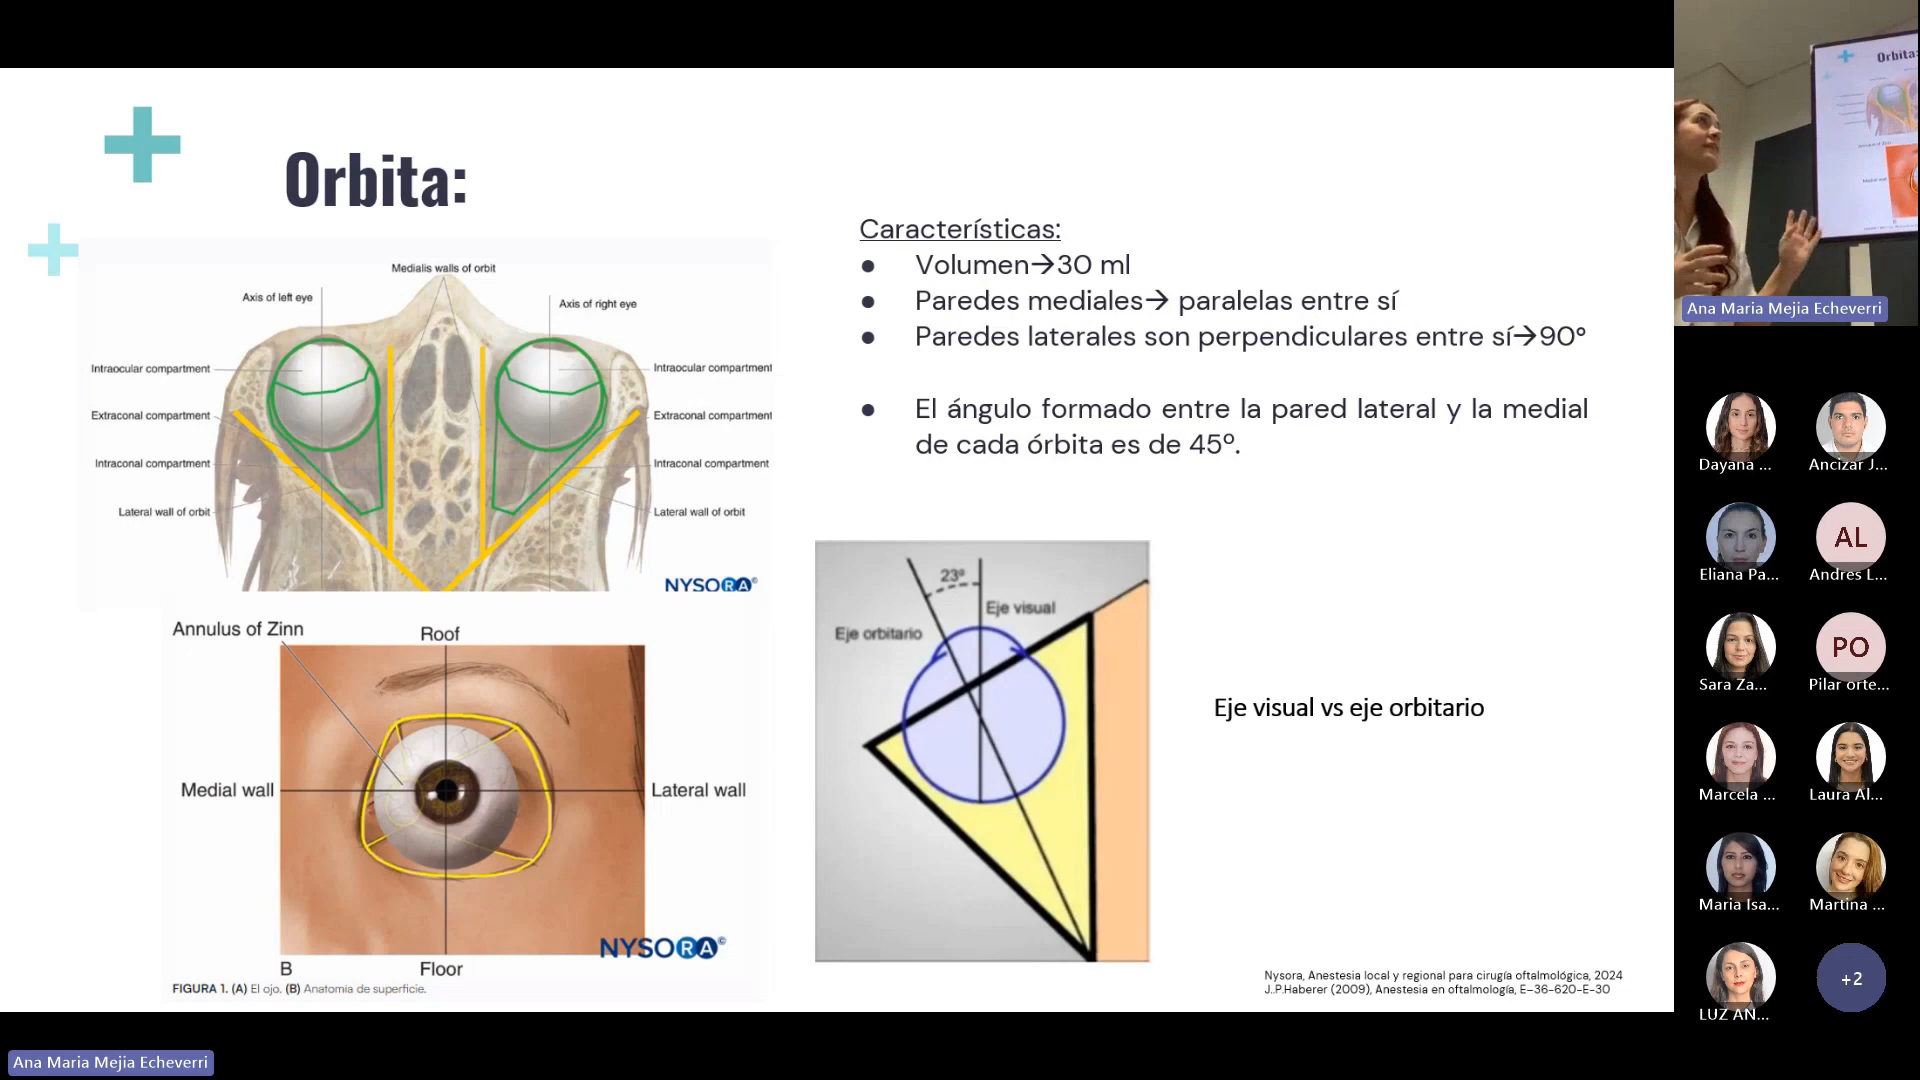 Orbita:
Características:
● Volumen→30 ml
● Paredes mediales→ paralelas entre sí
● Paredes laterales son perpendiculares entre sí→90°
● El ángulo formado entre la pared lateral y la medial
de cada órbita es de 45º.
Medialis walls of orbit
Axis of left eye
Axis of right eye
Intraocular compartment
Intraocular compartment
Extraconal compartment
Extraconal compartment
Intraconal compartment
Intraconal compartment
Lateral wall of orbit
Lateral wall of orbit
NYSORA©
Annulus of Zinn
Roof
Medial wall
Lateral wall
NYSORA©
B
Floor
FIGURA 1. (A) El ojo. (B) Anatomía de superficie.
23º
Eje visual
Eje orbitario
Eje visual vs eje orbitario
Nysora, Anestesia local y regional para cirugía oftalmológica, 2024
J..P.Haberer (2009), Anestesia en oftalmología, E–36-620-E-30
Orbita:
Ana Maria Mejia Echeverri
Dayana ...
Ancizar J...
Eliana Pa...
AL
Andres L...
Sara Za...
PO
Pilar orte...
Marcela ...
Laura Al...
Maria Isa...
Martina ...
LUZ AN...
+2
Ana Maria Mejia Echeverri